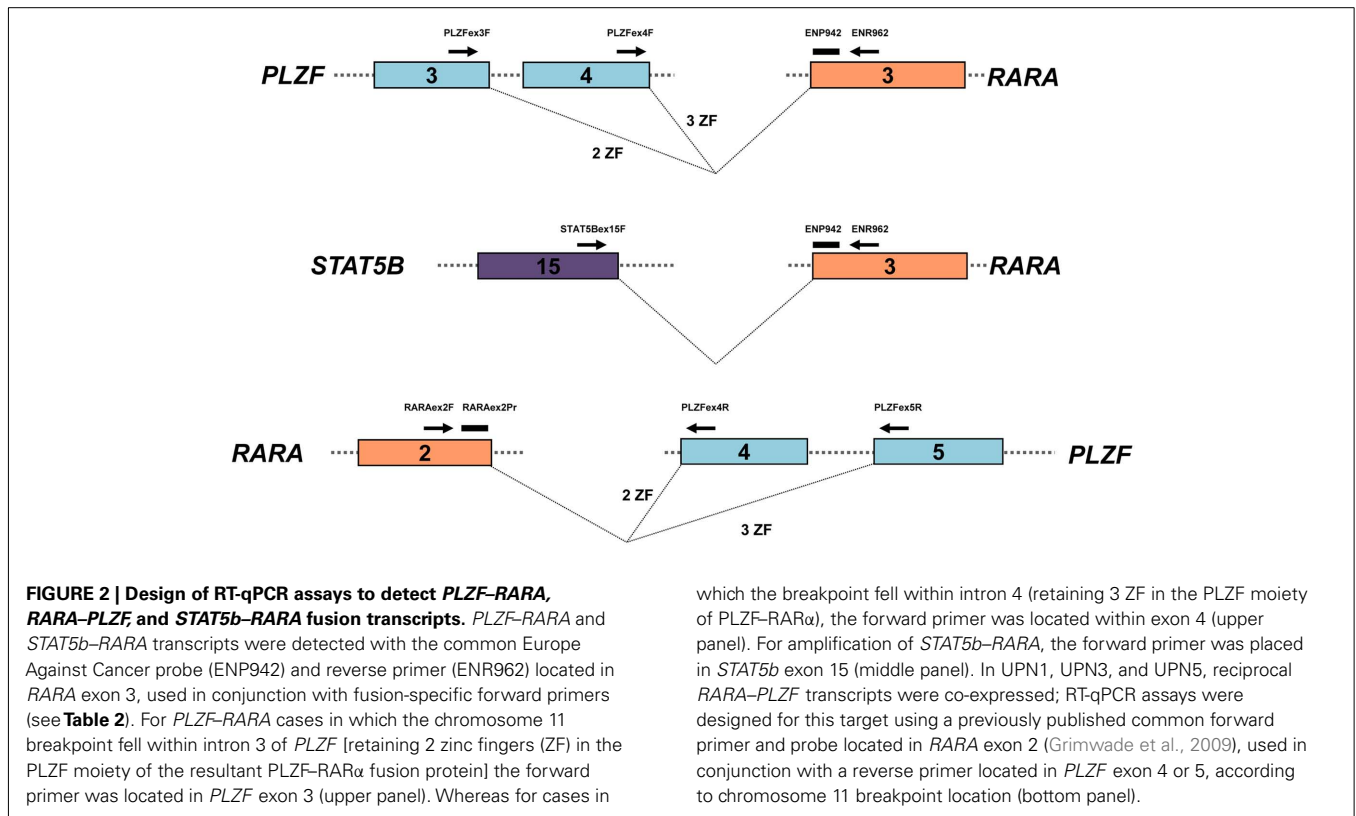 PLZFex3F PLZFex4F ENP942 ENR962
PLZF 3 4 3 RARA
3 ZF
2 ZF
STAT5Bex15F ENP942 ENR962
STAT5B 15 3 RARA
RARAex2F RARAex2Pr PLZFex4R PLZFex5R
RARA 2 4 5 PLZF
2 ZF
3 ZF
FIGURE 2 | Design of RT-qPCR assays to detect PLZF–RARA,
RARA–PLZF, and STAT5b–RARA fusion transcripts. PLZF–RARA and
STAT5b–RARA transcripts were detected with the common Europe
Against Cancer probe (ENP942) and reverse primer (ENR962) located in
RARA exon 3, used in conjunction with fusion-specific forward primers
(see Table 2). For PLZF–RARA cases in which the chromosome 11
breakpoint fell within intron 3 of PLZF [retaining 2 zinc fingers (ZF) in the
PLZF moiety of the resultant PLZF–RARα fusion protein] the forward
primer was located in PLZF exon 3 (upper panel). Whereas for cases in
which the breakpoint fell within intron 4 (retaining 3 ZF in the PLZF moiety
of PLZF–RARα), the forward primer was located within exon 4 (upper
panel). For amplification of STAT5b–RARA, the forward primer was placed
in STAT5b exon 15 (middle panel). In UPN1, UPN3, and UPN5, reciprocal
RARA–PLZF transcripts were co-expressed; RT-qPCR assays were
designed for this target using a previously published common forward
primer and probe located in RARA exon 2 (Grimwade et al., 2009), used in
conjunction with a reverse primer located in PLZF exon 4 or 5, according
to chromosome 11 breakpoint location (bottom panel).